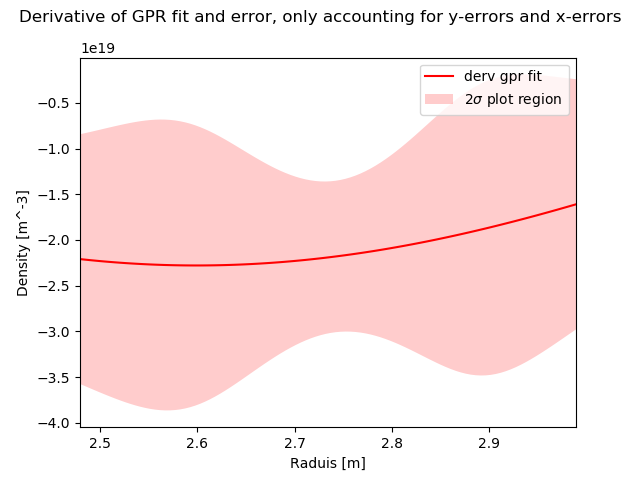 Derivative of GPR fit and error, only accounting for y-errors and x-errors
1e19
derv gpr fit
2σ plot region
−0.5
−1.0
−1.5
−2.0
−2.5
−3.0
−3.5
−4.0
Density [m^-3]
2.5 2.6 2.7 2.8 2.9
Raduis [m]